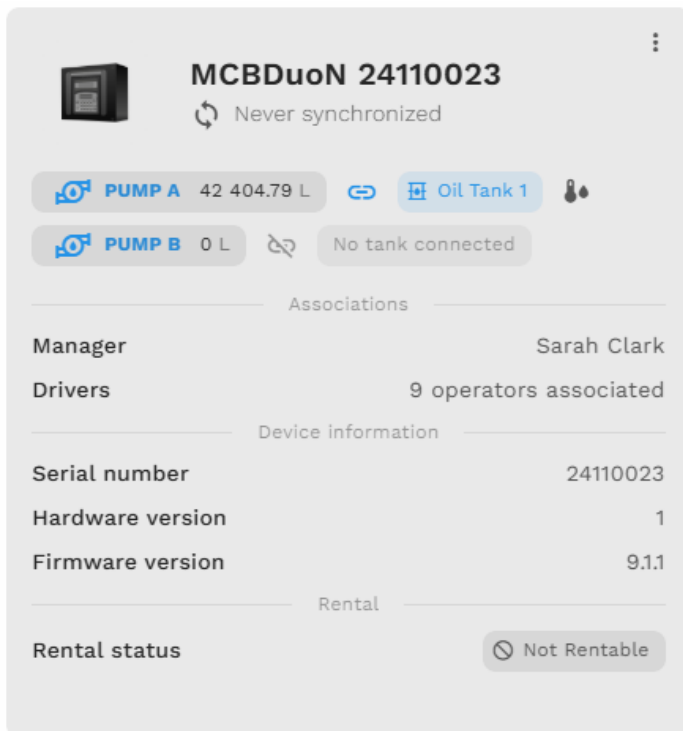 MCBDuoN 24110023
Never synchronized
PUMP A 42 404.79 L Oil Tank 1
PUMP B 0 L No tank connected
Associations
Manager Sarah Clark
Drivers 9 operators associated
Device information
Serial number 24110023
Hardware version 1
Firmware version 9.1.1
Rental
Rental status Not Rentable